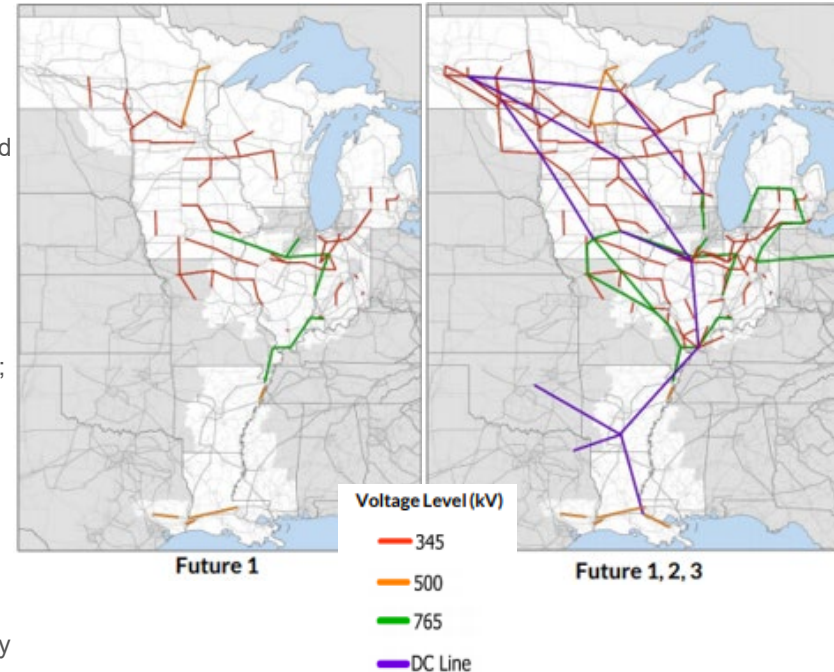 d
;
y
Future 1
Future 1, 2, 3
Voltage Level (kV)
345
500
765
DC Line